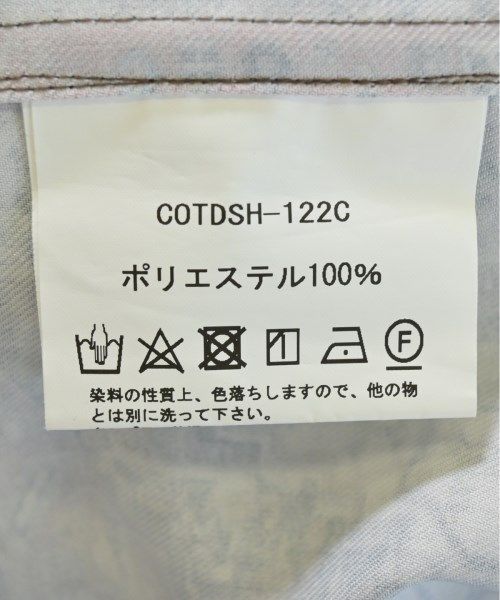 COTDSH-122C
ポリエステル100%
F
染料の性質上、色落ちしますので、他の物
とは別に洗って下さい。